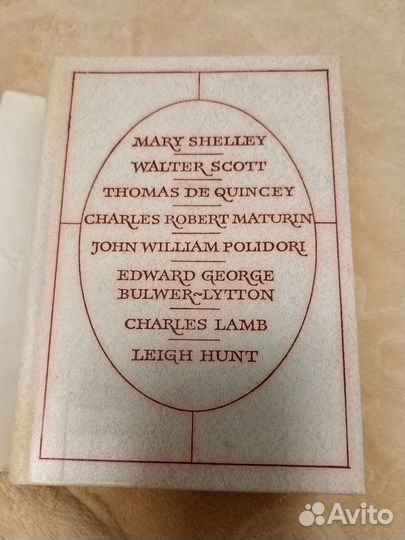 MARY SHELLEY
WALTER SCOTT
THOMAS DE QUINCEY
CHARLES ROBERT MATURIN
JOHN WILLIAM POLIDORI
EDWARD GEORGE
BULWER~LYTTON
CHARLES LAMB
LEIGH HUNT
Avito